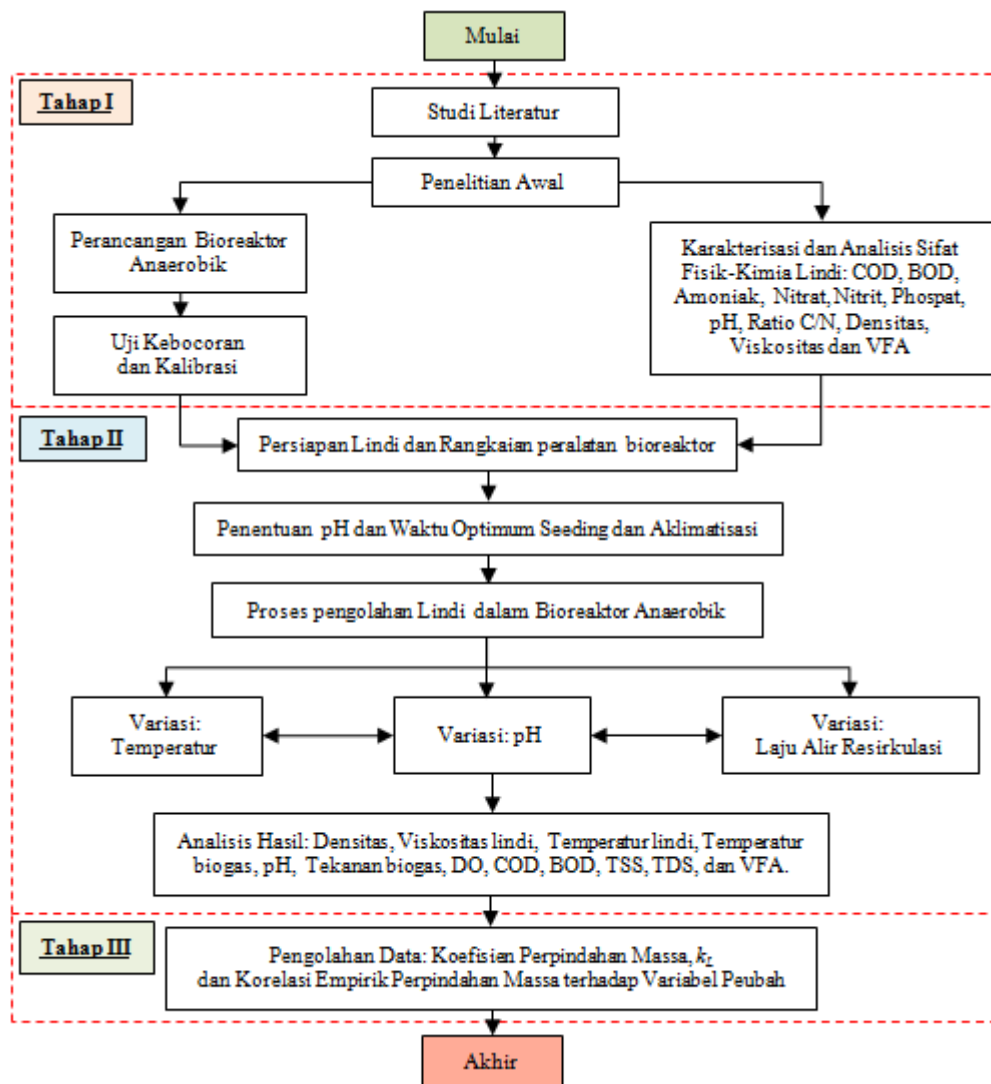 Mulai
Tahap I
Studi Literatur
Penelitian Awal
Perancangan Bioreaktor
Anaerobik
Karakterisasi dan Analisis Sifat
Fisik-Kimia Lindi: COD, BOD,
Amoniak, Nitrat, Nitrit, Phospat,
pH, Ratio C/N, Densitas,
Viskositas dan VFA
Uji Kebocoran
dan Kalibrasi
Tahap II
Persiapan Lindi dan Rangkaian peralatan bioreaktor
Penentuan pH dan Waktu Optimum Seeding dan Aklimatisasi
Proses pengolahan Lindi dalam Bioreaktor Anaerobik
Variasi:
Temperatur
Variasi: pH
Variasi:
Laju Alir Resirkulasi
Analisis Hasil: Densitas, Viskositas lindi, Temperatur lindi, Temperatur
biogas, pH, Tekanan biogas, DO, COD, BOD, TSS, TDS, dan VFA.
Tahap III
Pengolahan Data: Koefisien Perpindahan Massa, k_L
dan Korelasi Empirik Perpindahan Massa terhadap Variabel Peubah
Akhir